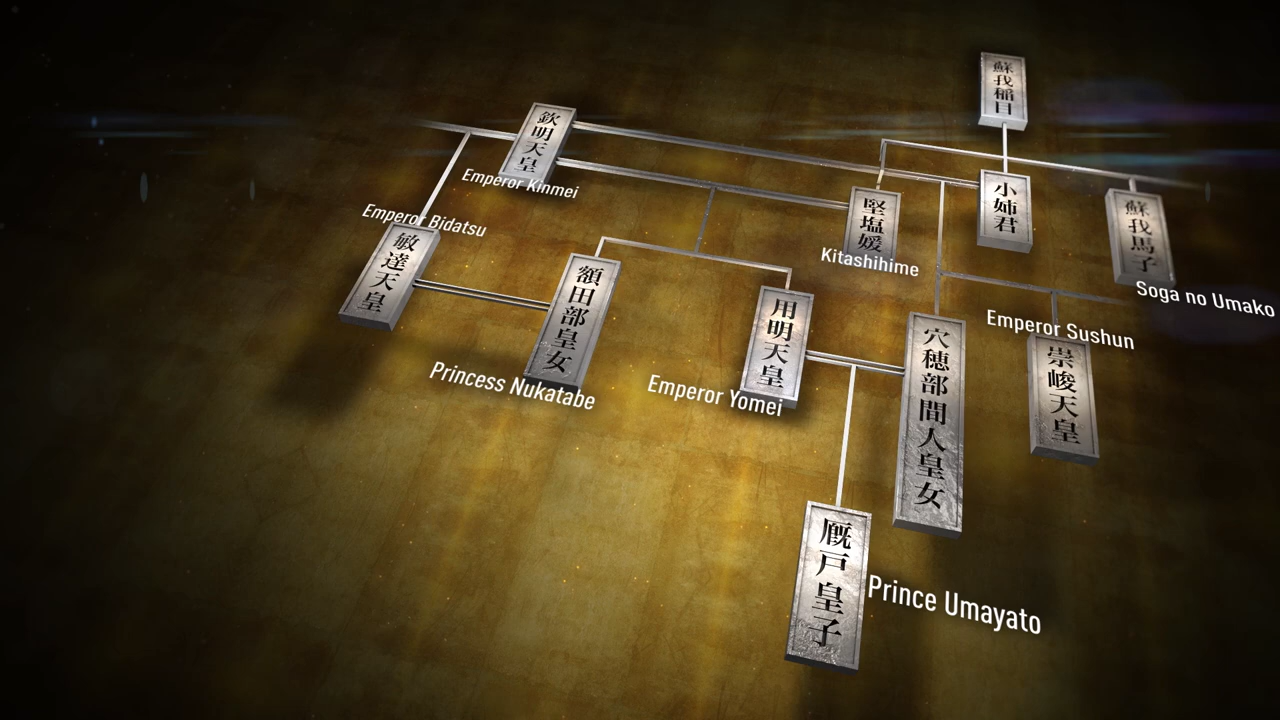 蘇我稲目
欽明天皇
Emperor Kinmei
小姉君
堅塩媛
Kitashihime
蘇我馬子
Soga no Umako
Emperor Bidatsu
敏達天皇
額田部皇女
Princess Nukatabe
用明天皇
Emperor Yomei
穴穂部間人皇女
Emperor Sushun
崇峻天皇
厩戸皇子
Prince Umayato